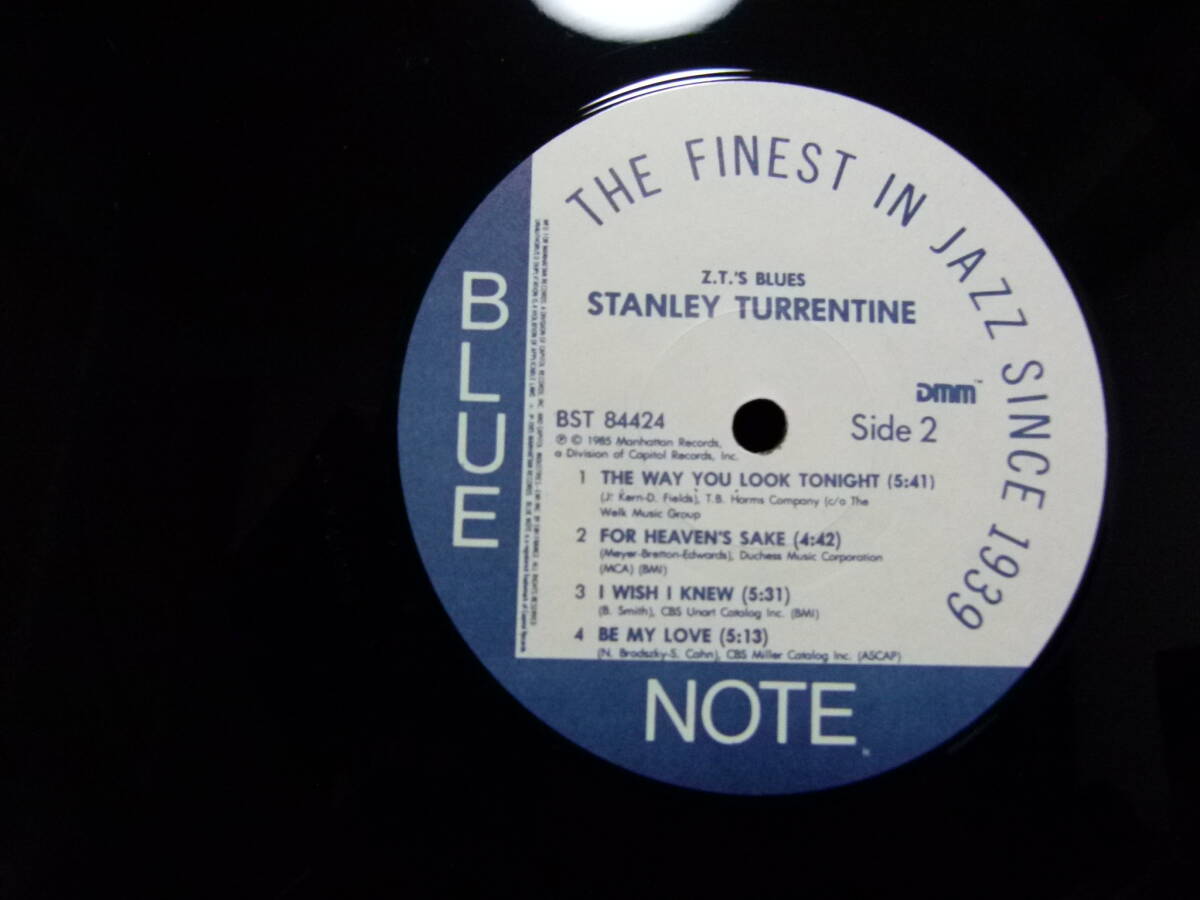 THE FINEST IN JAZZ SINCE 1939
BLUE
Z.T.'S BLUES
STANLEY TURRENTINE
DMM™
BST 84424
Side 2
℗ © 1985 Manhattan Records,
a Division of Capitol Records, Inc.
1 THE WAY YOU LOOK TONIGHT (5:41)
(J. Kern-D. Fields), T.B. Harms Company (c/o The
Welk Music Group
2 FOR HEAVEN'S SAKE (4:42)
(Meyer-Bretton-Edwards), Duchess Music Corporation
(MCA) (BMI)
3 I WISH I KNEW (5:31)
(B. Smith), CBS Unart Catalog Inc. (BMI)
4 BE MY LOVE (5:13)
(N. Brodszky-S. Cahn), CBS Miller Catalog Inc. (ASCAP)
NOTE